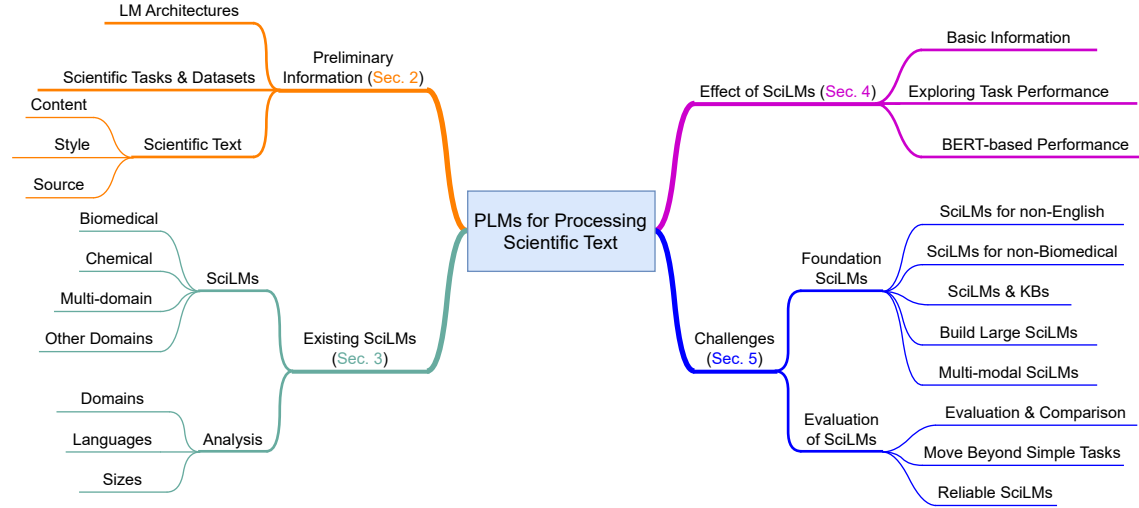 PLMs for Processing
Scientific Text
Preliminary
Information (Sec. 2)
LM Architectures
Scientific Tasks & Datasets
Scientific Text
Content
Style
Source
Existing SciLMs
(Sec. 3)
SciLMs
Biomedical
Chemical
Multi-domain
Other Domains
Analysis
Domains
Languages
Sizes
Effect of SciLMs (Sec. 4)
Basic Information
Exploring Task Performance
BERT-based Performance
Challenges
(Sec. 5)
Foundation
SciLMs
SciLMs for non-English
SciLMs for non-Biomedical
SciLMs & KBs
Build Large SciLMs
Multi-modal SciLMs
Evaluation
of SciLMs
Evaluation & Comparison
Move Beyond Simple Tasks
Reliable SciLMs